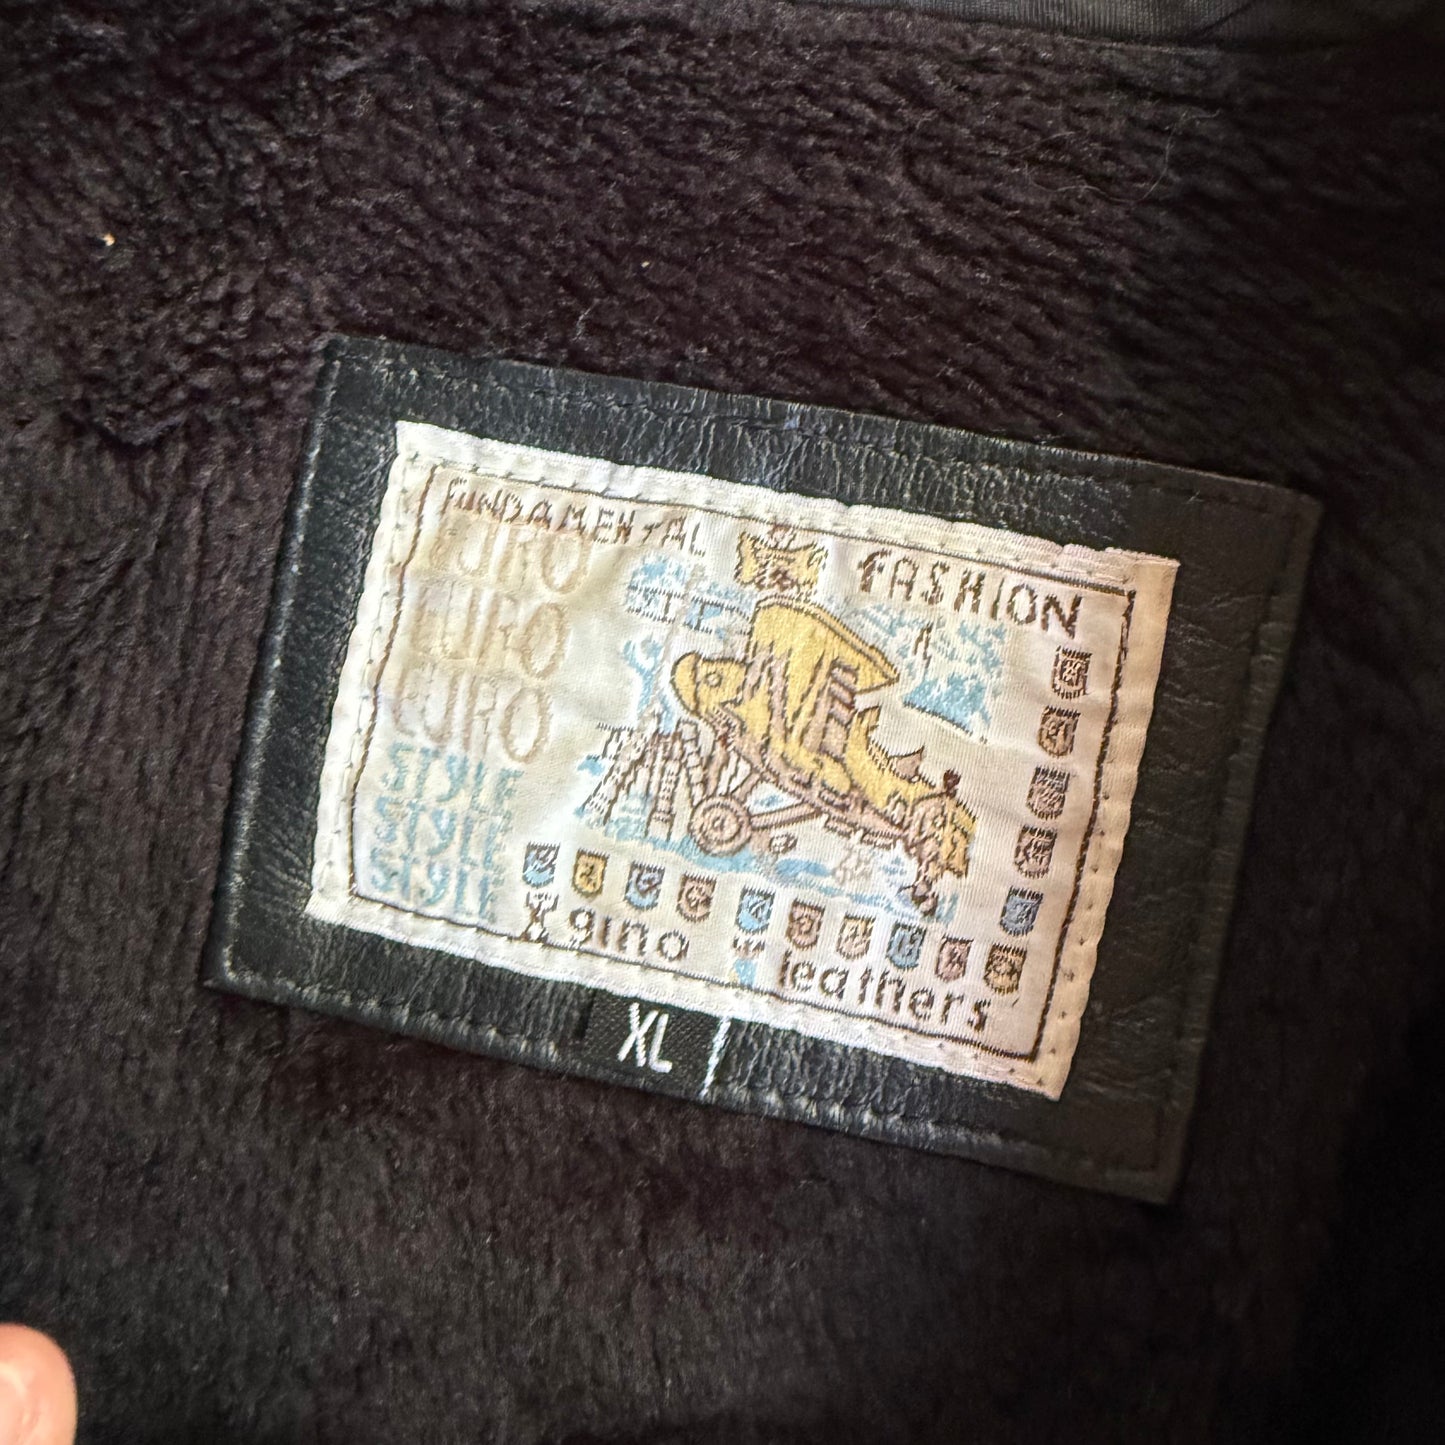 FUNDAMENTAL
FASHION
EURO
EURO
EURO
STYLE
STYLE
STYLE
gino leathers
XL